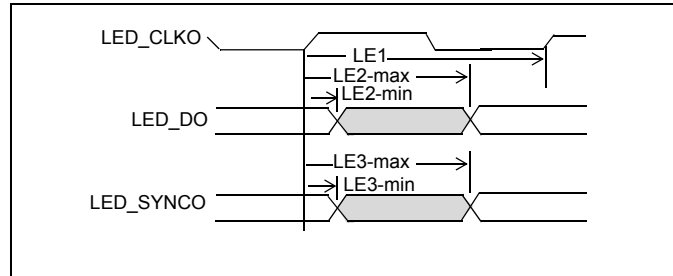 LED_CLKO
LE1
LE2-max
LE2-min
LED_DO
LE3-max
LE3-min
LED_SYNCO